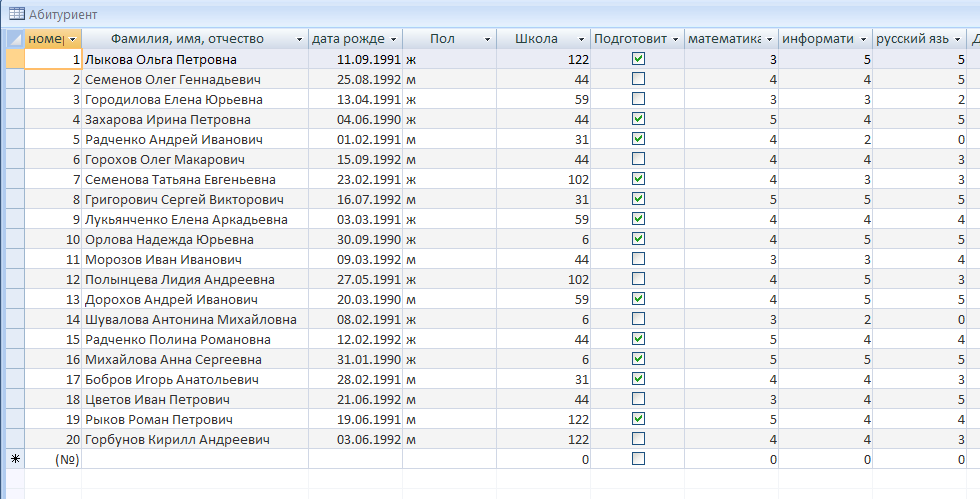 Абитуриент
номер Фамилия, имя, отчество дата рожде Пол Школа Подготовит математика информати русский язь Д
1 Лыкова Ольга Петровна 11.09.1991 ж 122 3 5 5
2 Семенов Олег Геннадьевич 25.08.1992 м 44 4 4 5
3 Городилова Елена Юрьевна 13.04.1991 ж 59 3 3 2
4 Захарова Ирина Петровна 04.06.1990 ж 44 5 4 5
5 Радченко Андрей Иванович 01.02.1991 м 31 4 2 0
6 Горохов Олег Макарович 15.09.1992 м 44 4 4 3
7 Семенова Татьяна Евгеньевна 23.02.1991 ж 102 4 3 3
8 Григорович Сергей Викторович 16.07.1992 м 31 5 5 5
9 Лукьянченко Елена Аркадьевна 03.03.1991 ж 59 4 4 4
10 Орлова Надежда Юрьевна 30.09.1990 ж 6 4 5 5
11 Морозов Иван Иванович 09.03.1992 м 44 3 3 4
12 Полынцева Лидия Андреевна 27.05.1991 ж 102 4 5 3
13 Дорохов Андрей Иванович 20.03.1990 м 59 4 5 5
14 Шувалова Антонина Михайловна 08.02.1991 ж 6 3 2 0
15 Радченко Полина Романовна 12.02.1992 ж 44 5 4 4
16 Михайлова Анна Сергеевна 31.01.1990 ж 6 5 5 5
17 Бобров Игорь Анатольевич 28.02.1991 м 31 4 4 3
18 Цветов Иван Петрович 21.06.1992 м 44 3 4 5
19 Рыков Роман Петрович 19.06.1991 м 122 5 4 4
20 Горбунов Кирилл Андреевич 03.06.1992 м 122 4 4 3
(№) 0 0 0 0